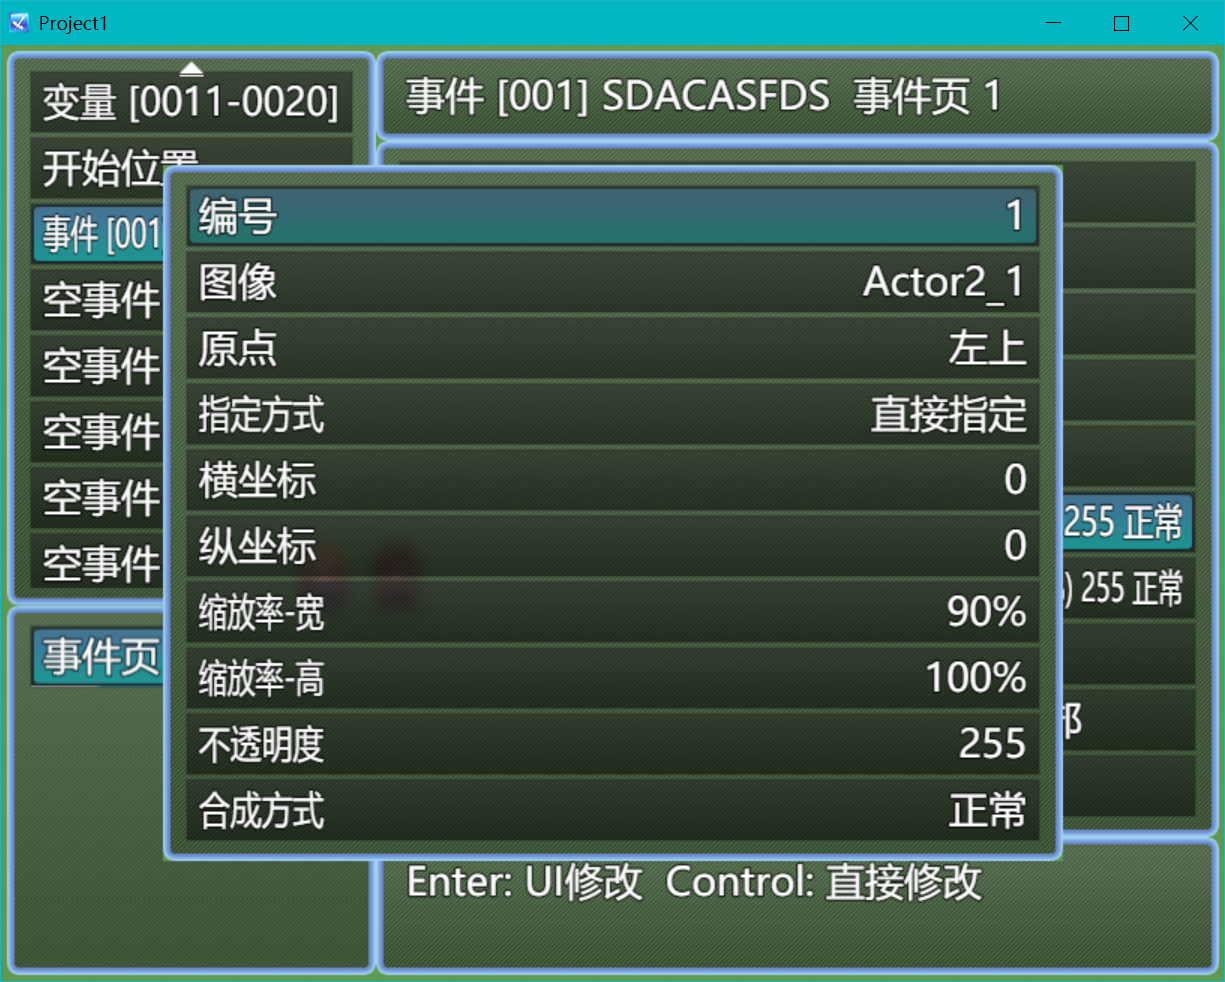 Project1
变量 [0011-0020]
开始位置
事件 [001
空事件
空事件
空事件
空事件
空事件
事件页
事件 [001] SDACASFDS 事件页 1
编号 1
图像 Actor2_1
原点 左上
指定方式 直接指定
横坐标 0
纵坐标 0
缩放率-宽 90%
缩放率-高 100%
不透明度 255
合成方式 正常
255 正常
) 255 正常
Enter: UI修改 Control: 直接修改